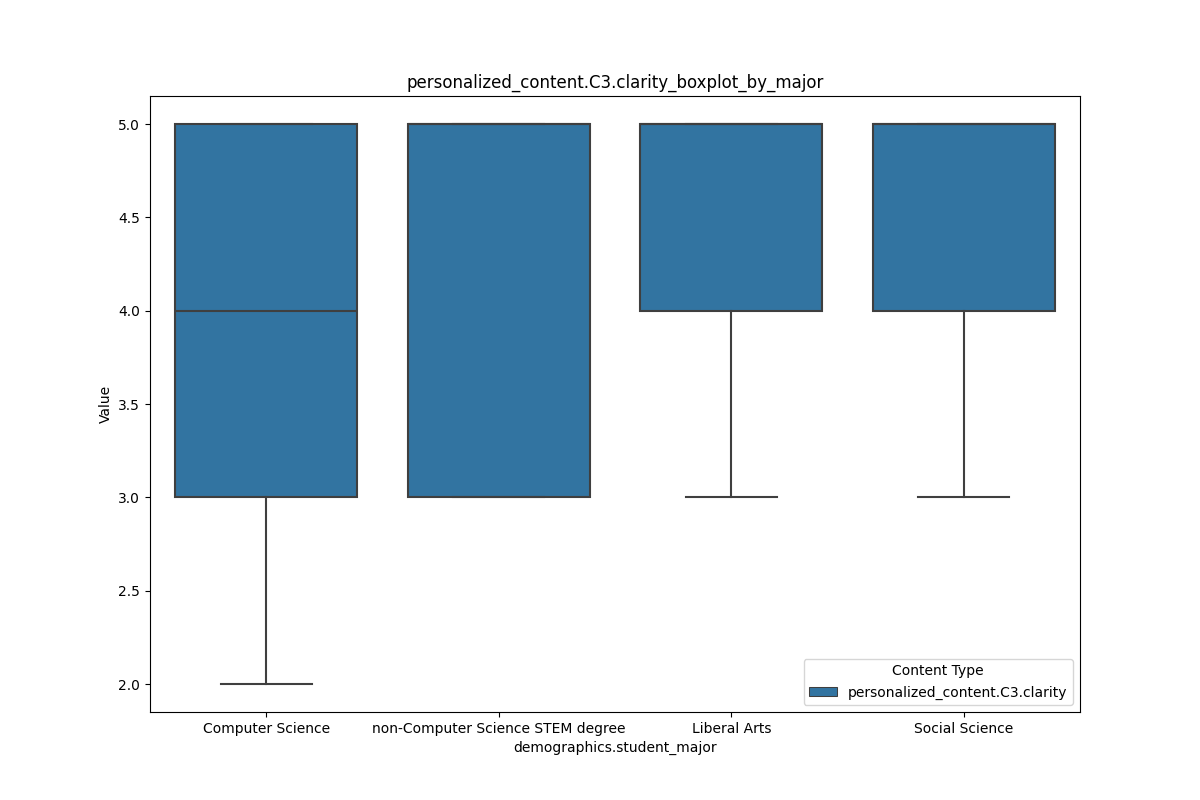 personalized_content.C3.clarity_boxplot_by_major
5.0
4.5
4.0
3.5
3.0
2.5
2.0
Value
Content Type
personalized_content.C3.clarity
Computer Science
non-Computer Science STEM degree
Liberal Arts
Social Science
demographics.student_major